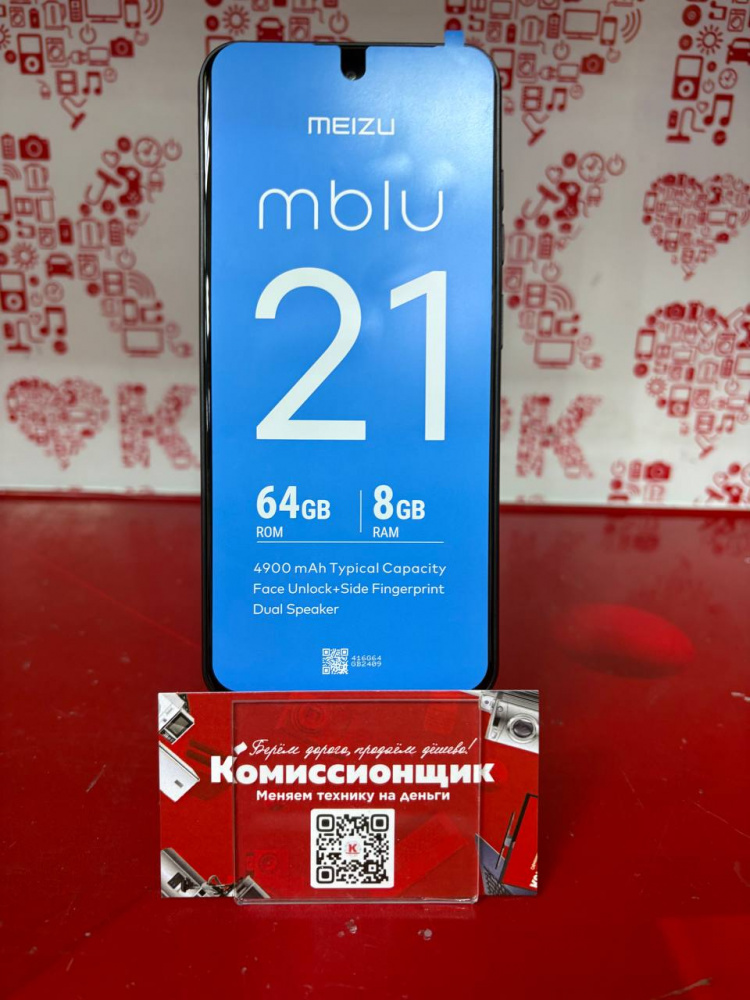 MEIZU
mblu
21
64GB
ROM
8GB
RAM
4900 mAh Typical Capacity
Face Unlock+Side Fingerprint
Dual Speaker
416G64
GB2409
Берём дорого, продаём дёшево!
Комиссионщик
Меняем технику на деньги
К